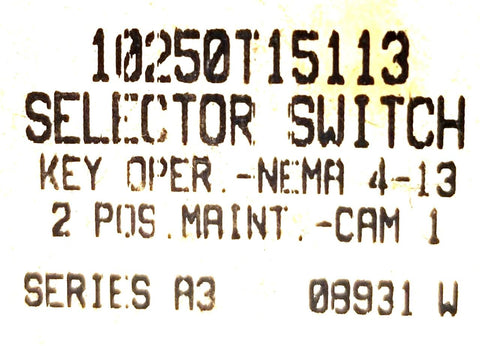 10250T15113
SELECTOR SWITCH
KEY OPER.-NEMA 4-13
2 POS.MAINT.-CAM 1
SERIES A3 08931 W